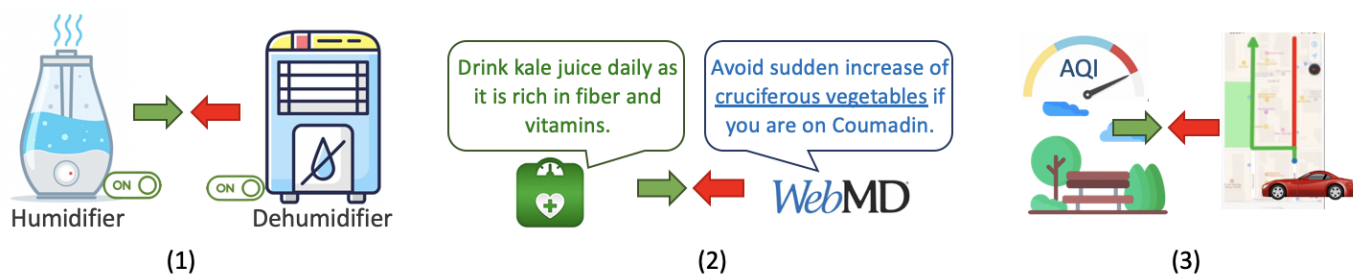 ON
Humidifier
ON
Dehumidifier
(1)
Drink kale juice daily as
it is rich in fiber and
vitamins.
Avoid sudden increase of
cruciferous vegetables if
you are on Coumadin.
WebMD
(2)
AQI
(3)